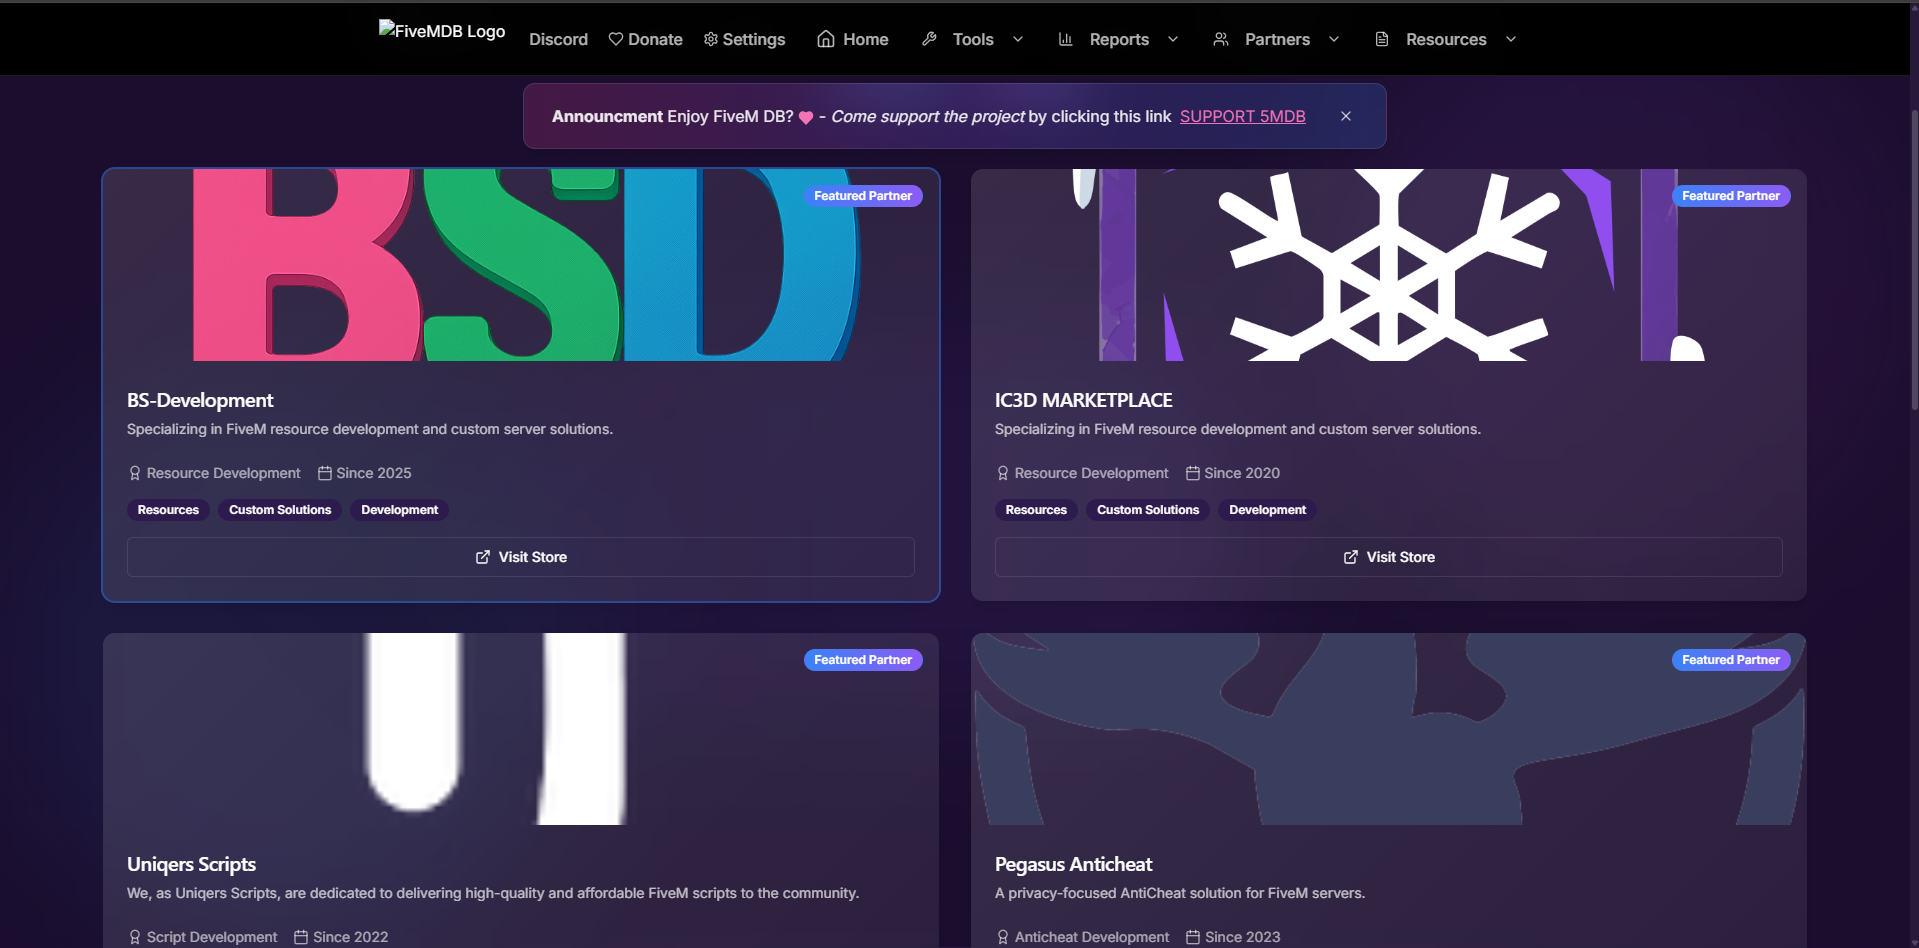 FiveMDB Logo Discord Donate Settings Home Tools Reports Partners Resources
Announcment Enjoy FiveM DB? - Come support the project by clicking this link SUPPORT 5MDB
BSD
Featured Partner
BS-Development
Specializing in FiveM resource development and custom server solutions.
Resource Development Since 2025
Resources Custom Solutions Development
Visit Store
Featured Partner
IC3D MARKETPLACE
Specializing in FiveM resource development and custom server solutions.
Resource Development Since 2020
Resources Custom Solutions Development
Visit Store
Featured Partner
Uniqers Scripts
We, as Uniqers Scripts, are dedicated to delivering high-quality and affordable FiveM scripts to the community.
Script Development Since 2022
Featured Partner
Pegasus Anticheat
A privacy-focused AntiCheat solution for FiveM servers.
Anticheat Development Since 2023